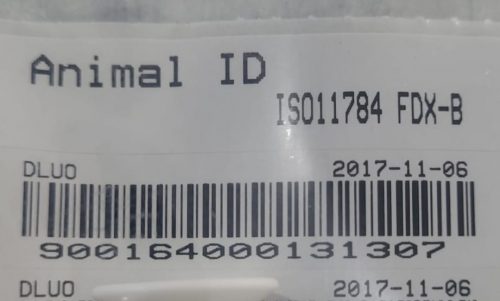 Animal ID
ISO11784 FDX-B
DLUO 2017-11-06
900164000131307
DLUO 2017-11-06